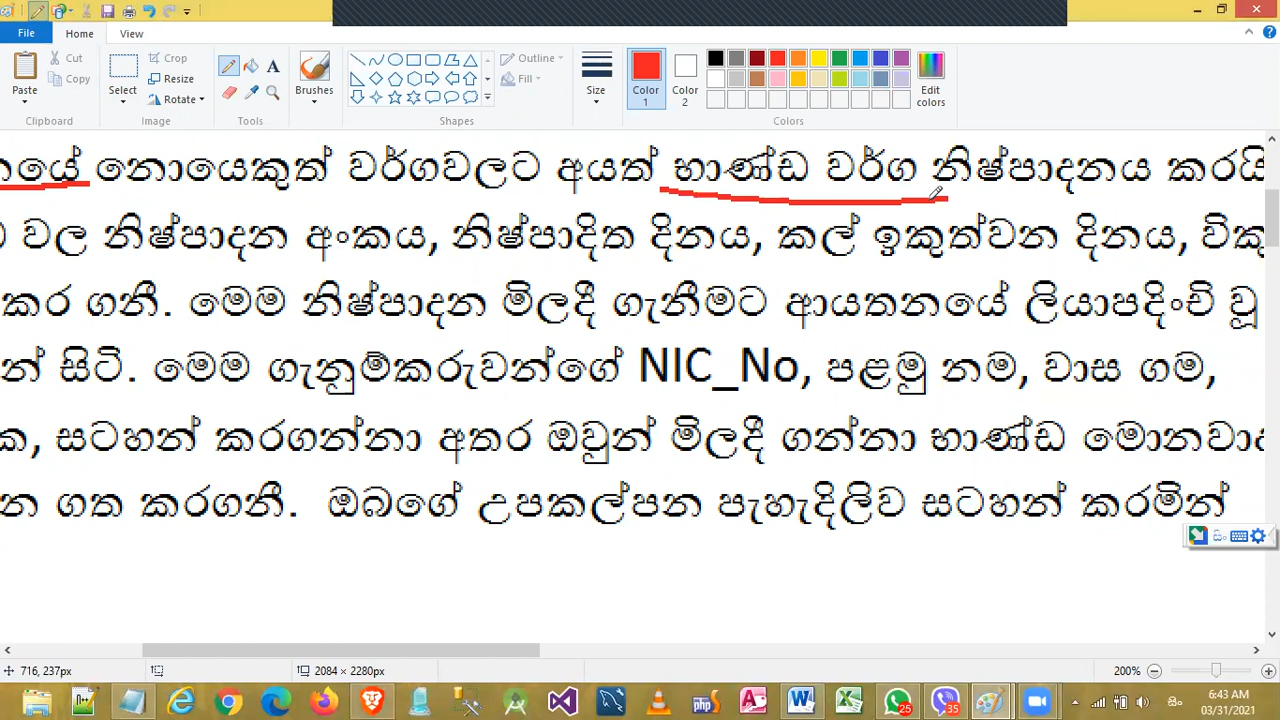 File
Home
View
Cut
Copy
Paste
Clipboard
Select
Crop
Resize
Rotate
Image
Tools
Brushes
Shapes
Outline
Fill
Size
Color 1
Color 2
Colors
Edit colors
නොයෙකුත් වර්ගවලට අයත් භාණ්ඩ වර්ග නිෂ්පාදනය
වල නිෂ්පාදන අංකය, නිෂ්පාදිත දිනය, කල් ඉකුත්වන දිනය,
කර ගනී. මෙම නිෂ්පාදන මිලදී ගැනීමට ආයතනයේ ලියාපදිංචි වූ
සිටි. මෙම ගැනුම්කරුවන්ගේ NIC_No, පළමු නම, වාස ගම,
සටහන් කරගන්නා අතර ඔවුන් මිලදී ගන්නා භාණ්ඩ
ගත කරගනී. ඔබගේ උපකල්පන පැහැදිලිව සටහන් කරමින්
716, 237px
2084 × 2280px
200%
25
35
සිං
6:43 AM
03/31/2021